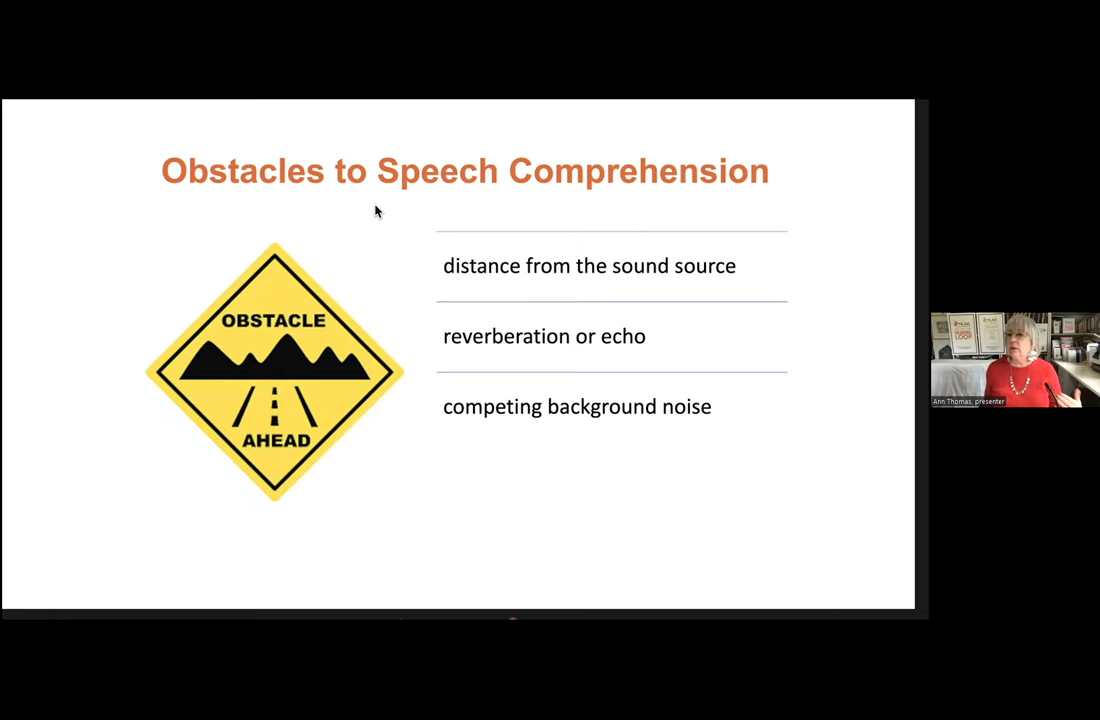 Obstacles to Speech Comprehension
OBSTACLE
AHEAD
distance from the sound source
reverberation or echo
competing background noise
LOOP
Ann Thomas, presenter